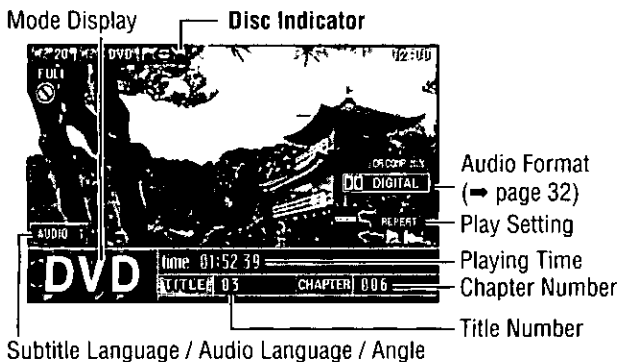 Mode Display
Disc Indicator
DVD
02:00
FULL
DIGITAL
REPEAT
AUDIO
DVD
time 01:52 39
TITLE 03 CHAPTER 006
Audio Format
(➡ page 32)
Play Setting
Playing Time
Chapter Number
Title Number
Subtitle Language / Audio Language / Angle